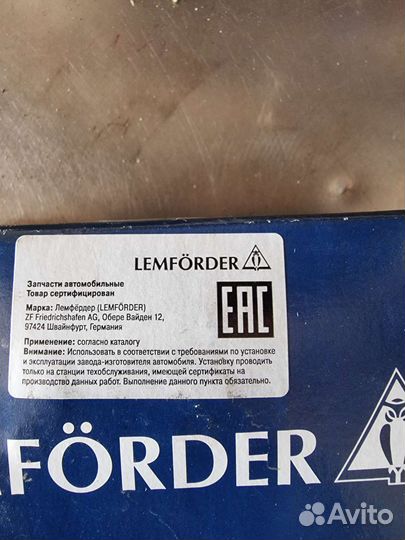 LEMFÖRDER
Запчасти автомобильные
Товар сертифицирован
Марка: Лемфёрдер (LEMFÖRDER)
ZF Friedrichshafen AG, Обере Вайден 12,
97424 Швайнфурт, Германия
EAC
Применение: согласно каталогу
Внимание: Использовать в соответствии с требованиями по установке
и эксплуатации завода-изготовителя автомобиля. Установку проводить
только на станции техобслуживания, имеющей сертификаты на
производство данных работ. Выполнение данного пункта обязательно.
MFÖRDER
Avito